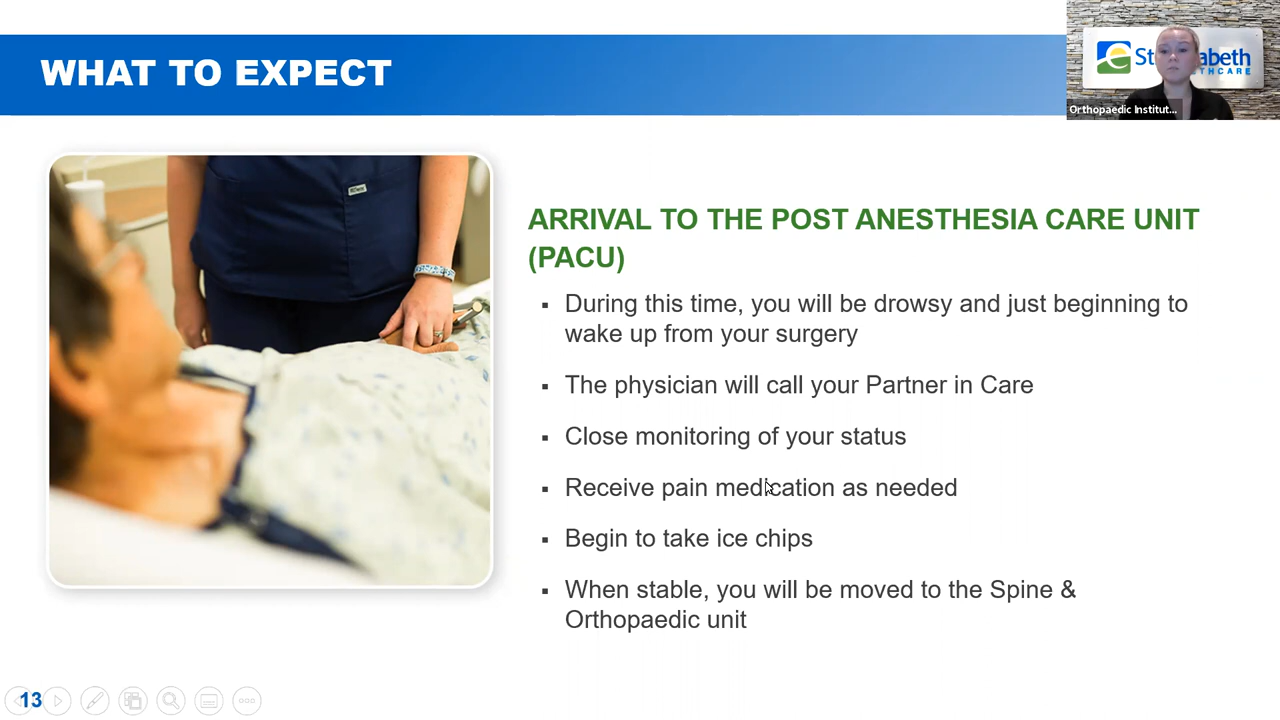 WHAT TO EXPECT
St
abeth
THCARE
Orthopaedic Institut...
ARRIVAL TO THE POST ANESTHESIA CARE UNIT
(PACU)
▪ During this time, you will be drowsy and just beginning to
wake up from your surgery
▪ The physician will call your Partner in Care
▪ Close monitoring of your status
▪ Receive pain medication as needed
▪ Begin to take ice chips
▪ When stable, you will be moved to the Spine &
Orthopaedic unit
13